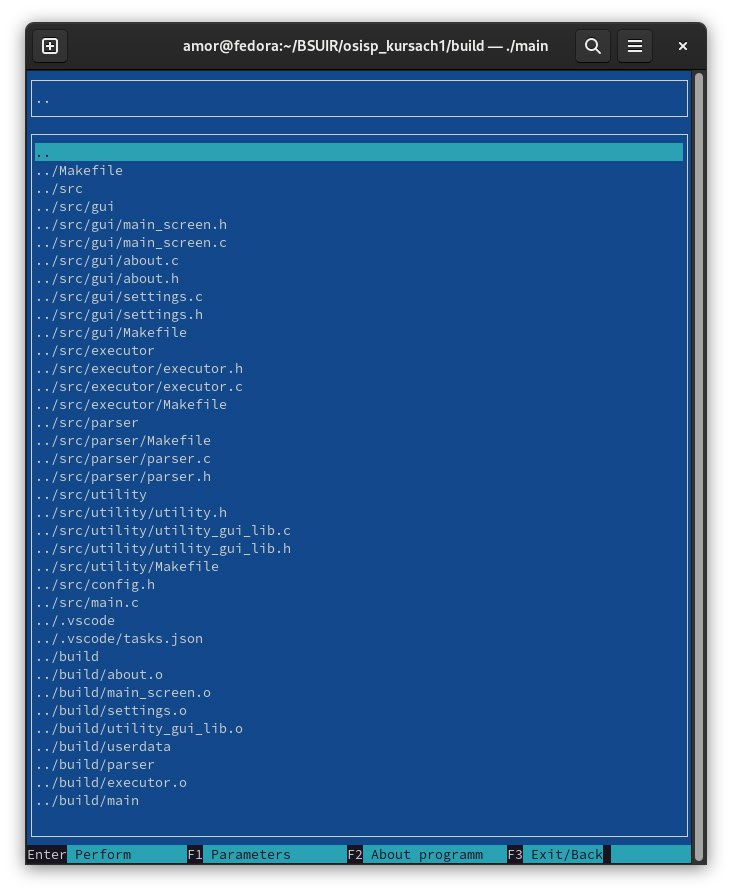 amor@fedora:~/BSUIR/osisp_kursach1/build — ./main
..
..
../Makefile
../src
../src/gui
../src/gui/main_screen.h
../src/gui/main_screen.c
../src/gui/about.c
../src/gui/about.h
../src/gui/settings.c
../src/gui/settings.h
../src/gui/Makefile
../src/executor
../src/executor/executor.h
../src/executor/executor.c
../src/executor/Makefile
../src/parser
../src/parser/Makefile
../src/parser/parser.c
../src/parser/parser.h
../src/utility
../src/utility/utility.h
../src/utility/utility_gui_lib.c
../src/utility/utility_gui_lib.h
../src/utility/Makefile
../src/config.h
../src/main.c
../.vscode
../.vscode/tasks.json
../build
../build/about.o
../build/main_screen.o
../build/settings.o
../build/utility_gui_lib.o
../build/userdata
../build/parser
../build/executor.o
../build/main
Enter Perform F1 Parameters F2 About programm F3 Exit/Back